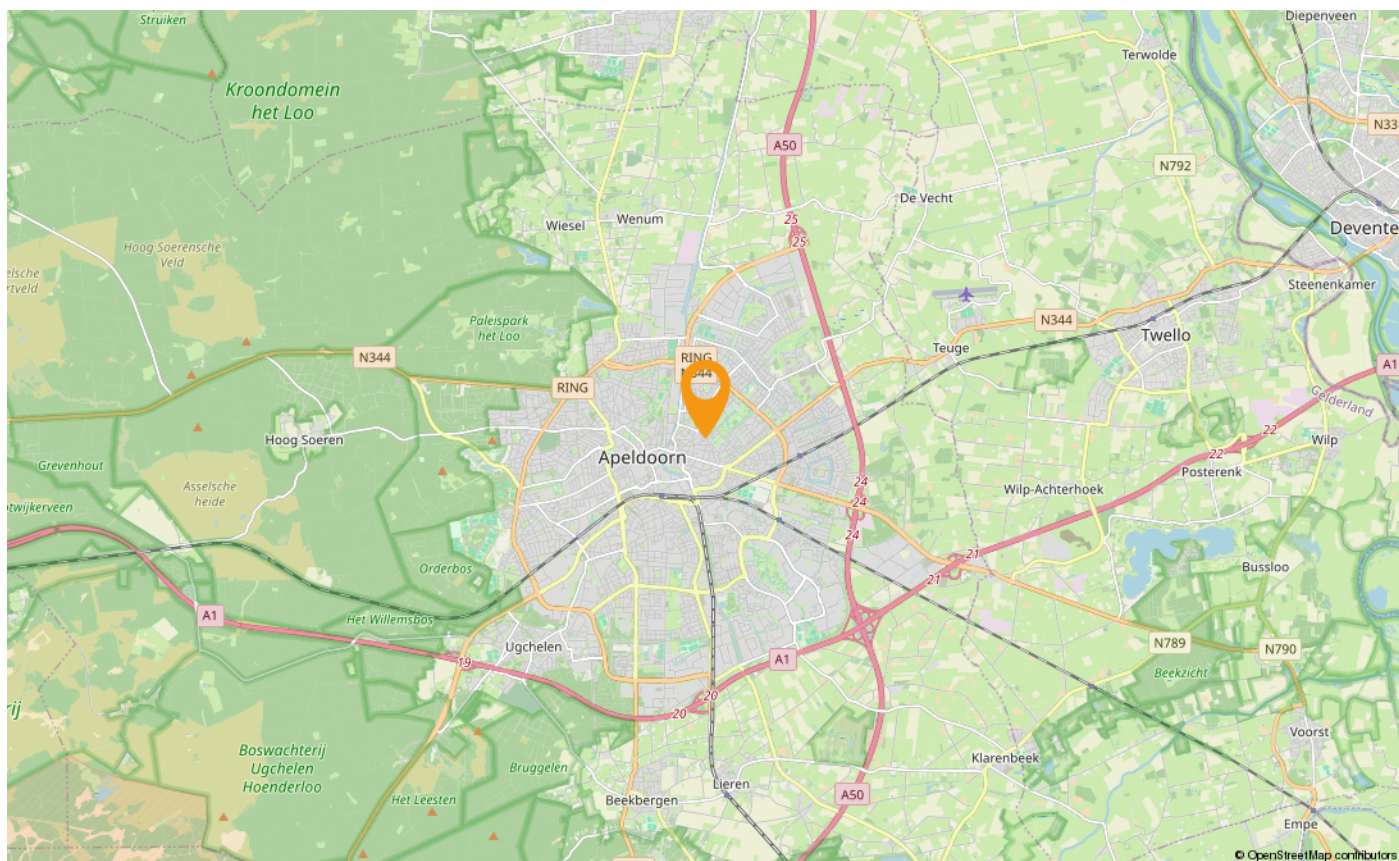 Struiken
Diepenveen
Terwolde
Kroondomein
het Loo
N33
A50
N792
De Vecht
Wiesel
Wenum
25
25
Devente
Hoog Soerensche
Veld
Steenenkamer
Paleispark
het Loo
N344
Twello
Teuge
N344
RING
A1
RING
Gelderland
22
22
Hoog Soeren
Wilp
Apeldoorn
Grevenhout
Posterenk
Asselsche
heide
24
24
24
Wilp-Achterhoek
otwijkerveen
21
21
Bussloo
Orderbos
A1
Het Willemsbos
Ugchelen
19
A1
N789
N790
Beekzicht
20
20
rij
Boswachterij
Ugchelen
Hoenderloo
Bruggelen
Klarenbeek
Voorst
Lieren
Het Leesten
Beekbergen
A50
Empe
© OpenStreetMap contributors